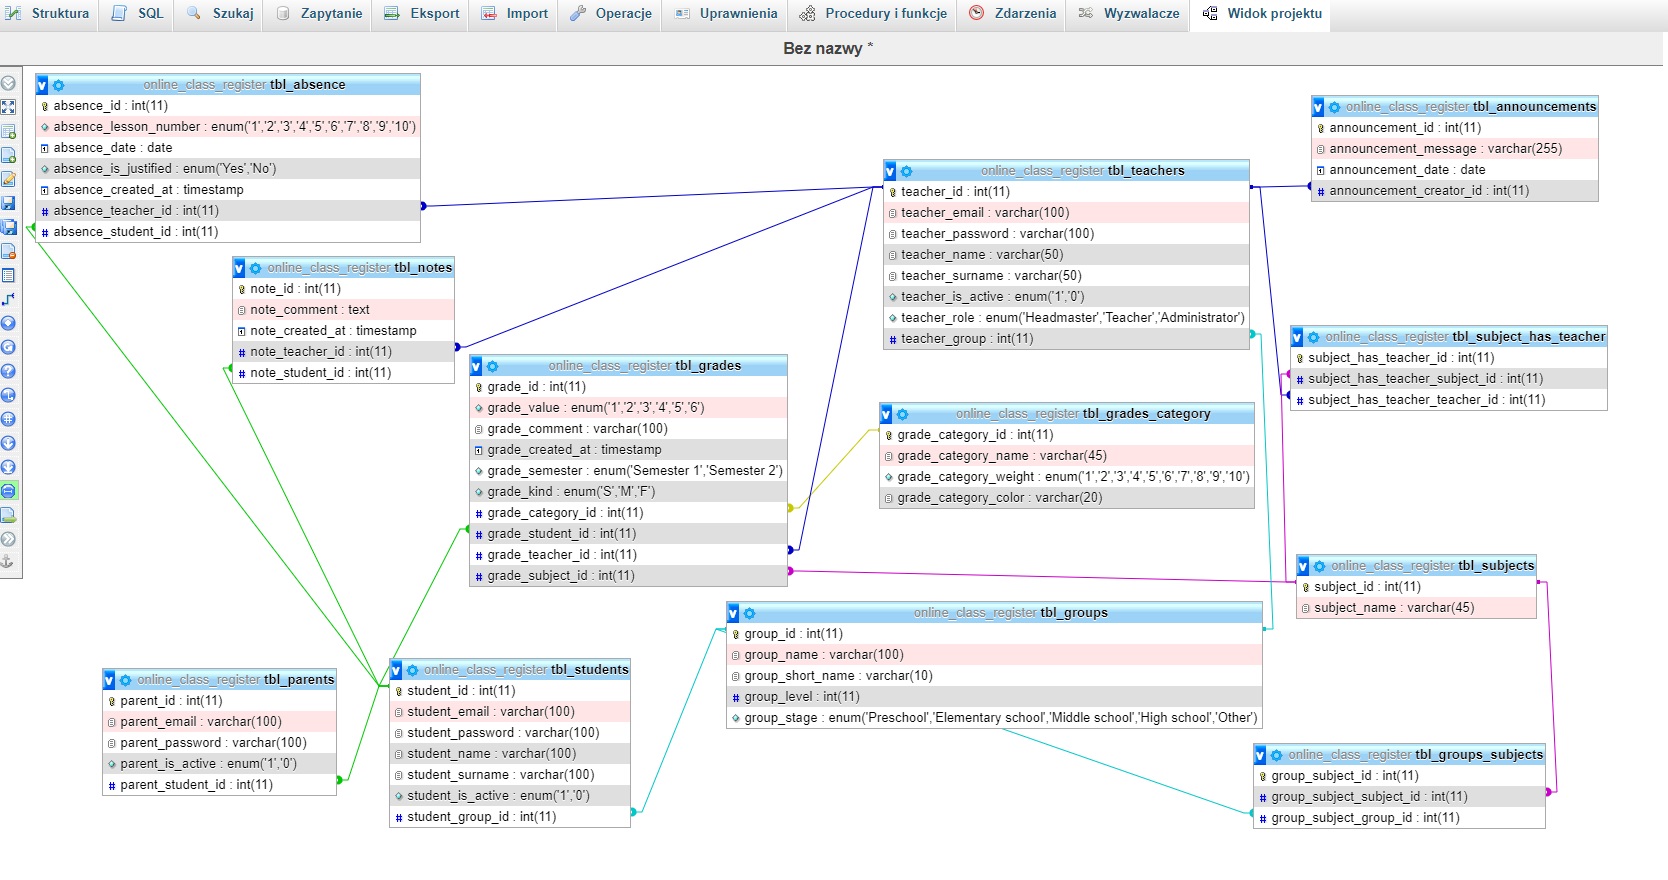 Struktura
SQL
Szukaj
Zapytanie
Eksport
Import
Operacje
Uprawnienia
Procedury i funkcje
Zdarzenia
Wyzwalacze
Widok projektu
Bez nazwy *
online_class_register tbl_absence
absence_id : int(11)
absence_lesson_number : enum('1','2','3','4','5','6','7','8','9','10')
absence_date : date
absence_is_justified : enum('Yes','No')
absence_created_at : timestamp
absence_teacher_id : int(11)
absence_student_id : int(11)
online_class_register tbl_notes
note_id : int(11)
note_comment : text
note_created_at : timestamp
note_teacher_id : int(11)
note_student_id : int(11)
online_class_register tbl_grades
grade_id : int(11)
grade_value : enum('1','2','3','4','5','6')
grade_comment : varchar(100)
grade_created_at : timestamp
grade_semester : enum('Semester 1','Semester 2')
grade_kind : enum('S','M','F')
grade_category_id : int(11)
grade_student_id : int(11)
grade_teacher_id : int(11)
grade_subject_id : int(11)
online_class_register tbl_teachers
teacher_id : int(11)
teacher_email : varchar(100)
teacher_password : varchar(100)
teacher_name : varchar(50)
teacher_surname : varchar(50)
teacher_is_active : enum('1','0')
teacher_role : enum('Headmaster','Teacher','Administrator')
teacher_group : int(11)
online_class_register tbl_announcements
announcement_id : int(11)
announcement_message : varchar(255)
announcement_date : date
announcement_creator_id : int(11)
online_class_register tbl_subject_has_teacher
subject_has_teacher_id : int(11)
subject_has_teacher_subject_id : int(11)
subject_has_teacher_teacher_id : int(11)
online_class_register tbl_grades_category
grade_category_id : int(11)
grade_category_name : varchar(45)
grade_category_weight : enum('1','2','3','4','5','6','7','8','9','10')
grade_category_color : varchar(20)
online_class_register tbl_subjects
subject_id : int(11)
subject_name : varchar(45)
online_class_register tbl_groups
group_id : int(11)
group_name : varchar(100)
group_short_name : varchar(10)
group_level : int(11)
group_stage : enum('Preschool','Elementary school','Middle school','High school','Other')
online_class_register tbl_parents
parent_id : int(11)
parent_email : varchar(100)
parent_password : varchar(100)
parent_is_active : enum('1','0')
parent_student_id : int(11)
online_class_register tbl_students
student_id : int(11)
student_email : varchar(100)
student_password : varchar(100)
student_name : varchar(100)
student_surname : varchar(100)
student_is_active : enum('1','0')
student_group_id : int(11)
online_class_register tbl_groups_subjects
group_subject_id : int(11)
group_subject_subject_id : int(11)
group_subject_group_id : int(11)